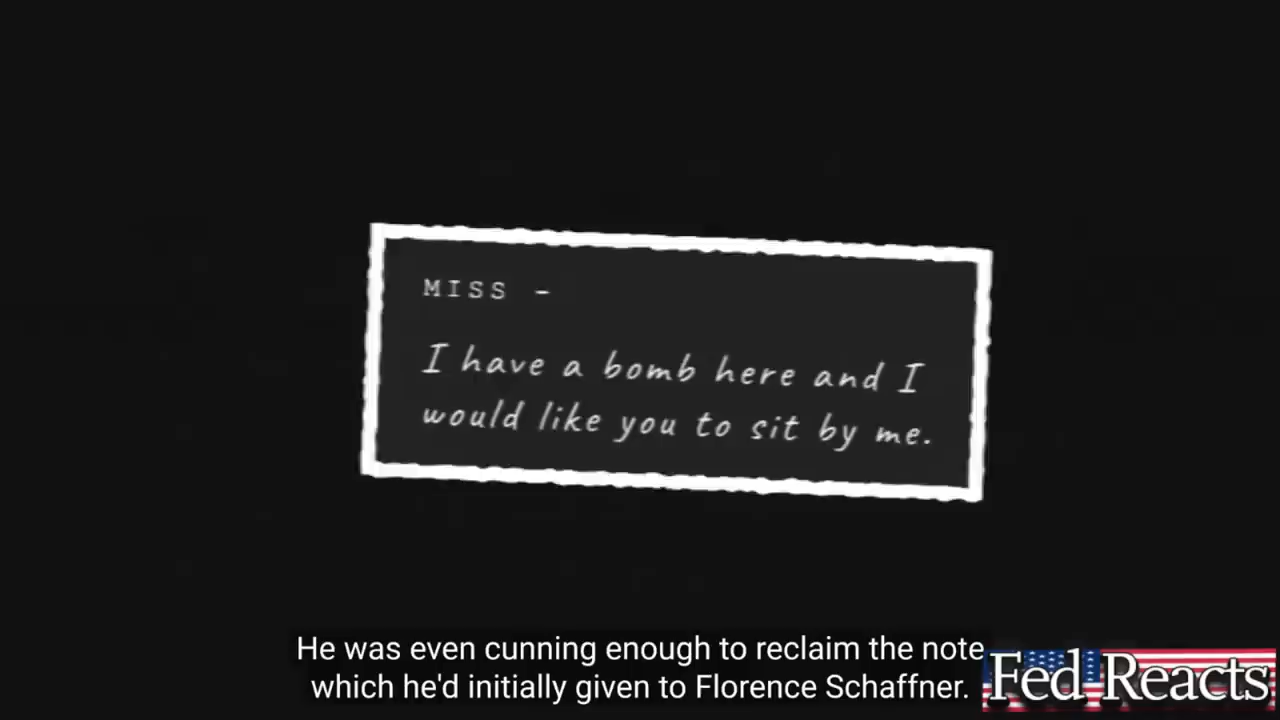 MISS -
I have a bomb here and I
would like you to sit by me.
He was even cunning enough to reclaim the note
which he'd initially given to Florence Schaffner.
Fed Reacts